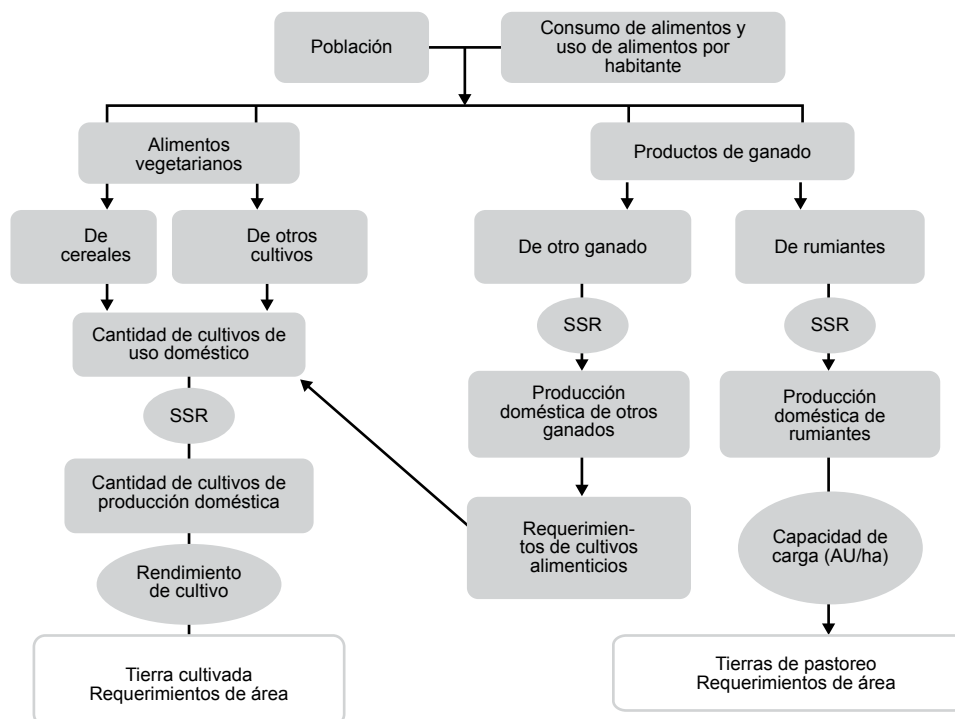 Población
Consumo de alimentos y
uso de alimentos por
habitante
Alimentos
vegetarianos
Productos de ganado
De
cereales
De otros
cultivos
De otro ganado
De rumiantes
Cantidad de cultivos de
uso doméstico
SSR
SSR
Producción
doméstica de otros
ganados
Producción
doméstica de
rumiantes
SSR
Cantidad de cultivos de
producción doméstica
Requerimien-
tos de cultivos
alimenticios
Capacidad de
carga (AU/ha)
Rendimiento
de cultivo
Tierra cultivada
Requerimientos de área
Tierras de pastoreo
Requerimientos de área